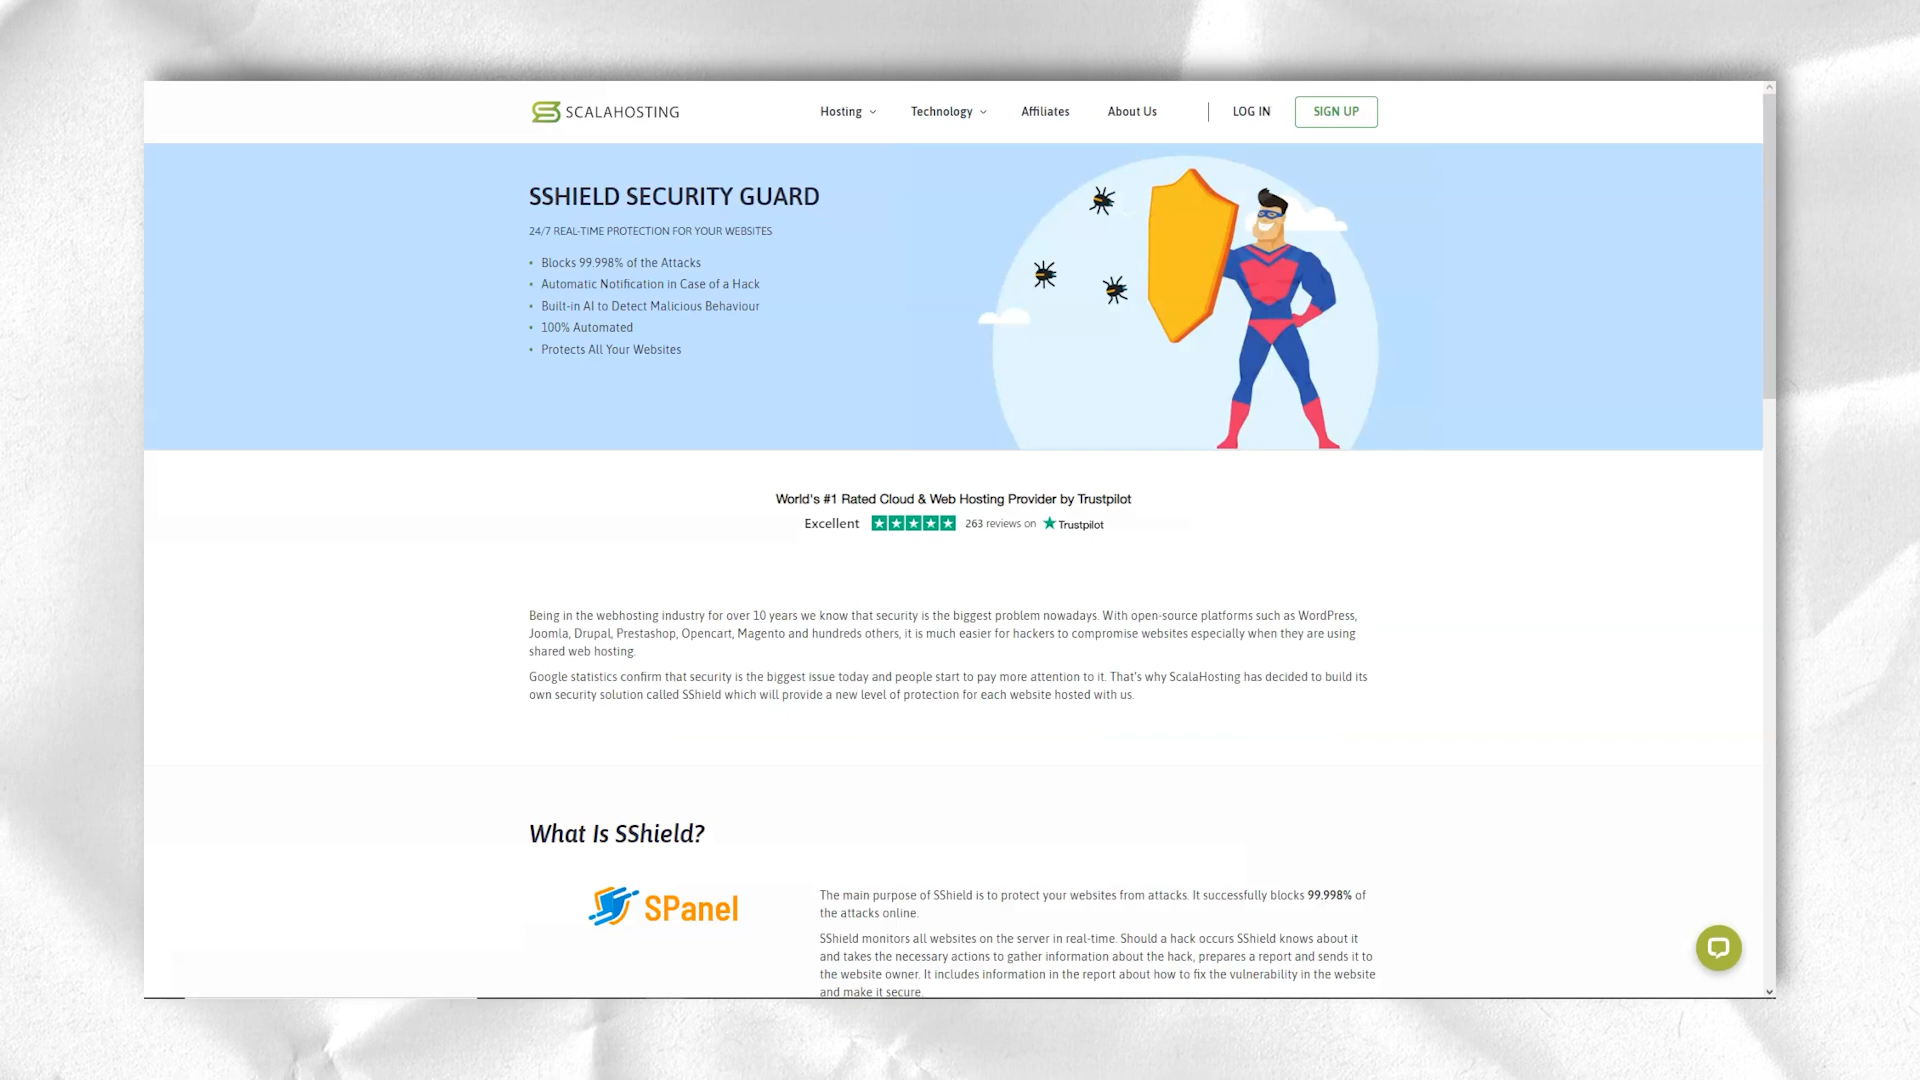 SCALAHOSTING
Hosting
Technology
Affiliates
About Us
LOG IN
SIGN UP
SSHIELD SECURITY GUARD
24/7 REAL-TIME PROTECTION FOR YOUR WEBSITES
• Blocks 99.998% of the Attacks
• Automatic Notification in Case of a Hack
• Built-in AI to Detect Malicious Behaviour
• 100% Automated
• Protects All Your Websites
World's #1 Rated Cloud & Web Hosting Provider by Trustpilot
Excellent 263 reviews on Trustpilot
Being in the webhosting industry for over 10 years we know that security is the biggest problem nowadays. With open-source platforms such as WordPress,
Joomla, Drupal, Prestashop, Opencart, Magento and hundreds others, it is much easier for hackers to compromise websites especially when they are using
shared web hosting.
Google statistics confirm that security is the biggest issue today and people start to pay more attention to it. That's why ScalaHosting has decided to build its
own security solution called SShield which will provide a new level of protection for each website hosted with us.
What Is SShield?
SPanel
The main purpose of SShield is to protect your websites from attacks. It successfully blocks 99.998% of
the attacks online.
SShield monitors all websites on the server in real-time. Should a hack occurs SShield knows about it
and takes the necessary actions to gather information about the hack, prepares a report and sends it to
the website owner. It includes information in the report about how to fix the vulnerability in the website
and make it secure.